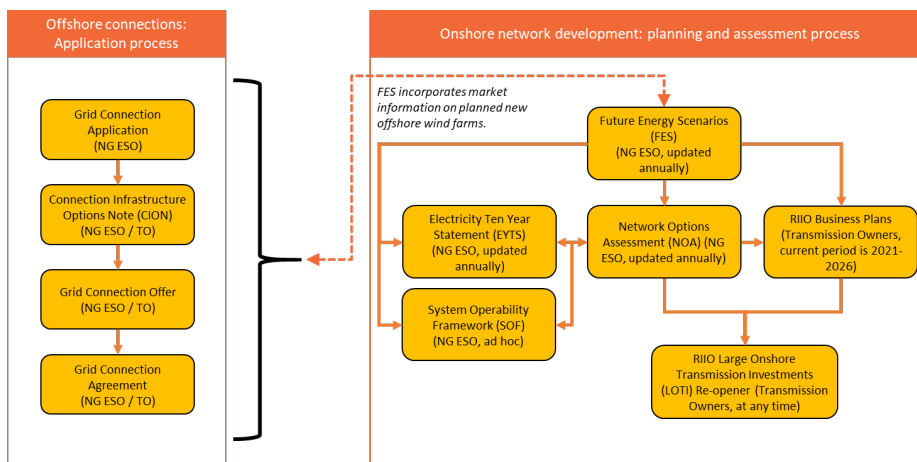 Offshore connections:
Application process
Grid Connection
Application
(NG ESO)
Connection Infrastructure
Options Note (CION)
(NG ESO / TO)
Grid Connection Offer
(NG ESO / TO)
Grid Connection
Agreement
(NG ESO / TO)
Onshore network development: planning and assessment process
FES incorporates market
information on planned new
offshore wind farms.
Future Energy Scenarios
(FES)
(NG ESO, updated
annually)
Electricity Ten Year
Statement (EYTS)
(NG ESO, updated
annually)
Network Options
Assessment (NOA) (NG
ESO, updated annually)
RIIO Business Plans
(Transmission Owners,
current period is 2021-
2026)
System Operability
Framework (SOF)
(NG ESO, ad hoc)
RIIO Large Onshore
Transmission Investments
(LOTI) Re-opener (Transmission
Owners, at any time)